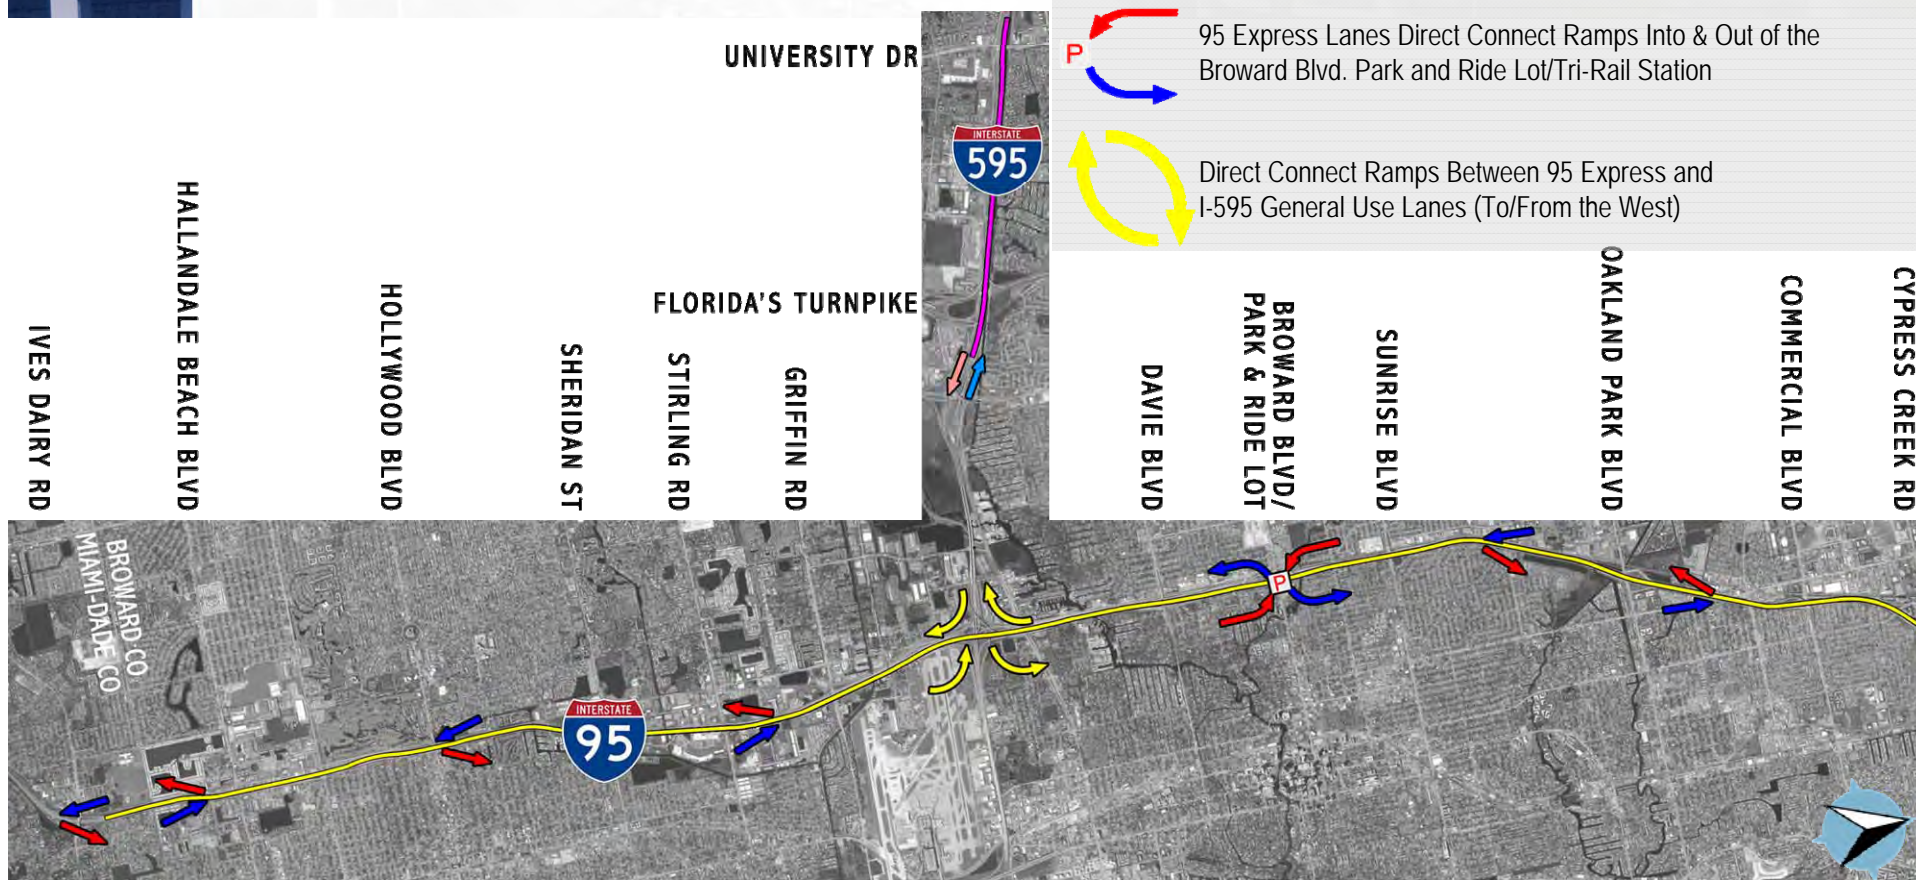 UNIVERSITY DR
P
95 Express Lanes Direct Connect Ramps Into & Out of the
Broward Blvd. Park and Ride Lot/Tri-Rail Station
INTERSTATE
595
Direct Connect Ramps Between 95 Express and
I-595 General Use Lanes (To/From the West)
FLORIDA'S TURNPIKE
IVES DAIRY RD
HALLANDALE BEACH BLVD
HOLLYWOOD BLVD
SHERIDAN ST
STIRLING RD
GRIFFIN RD
DAVIE BLVD
BROWARD BLVD/
PARK & RIDE LOT
SUNRISE BLVD
OAKLAND PARK BLVD
COMMERCIAL BLVD
CYPRESS CREEK RD
BROWARD CO
MIAMI-DADE CO
P
INTERSTATE
95